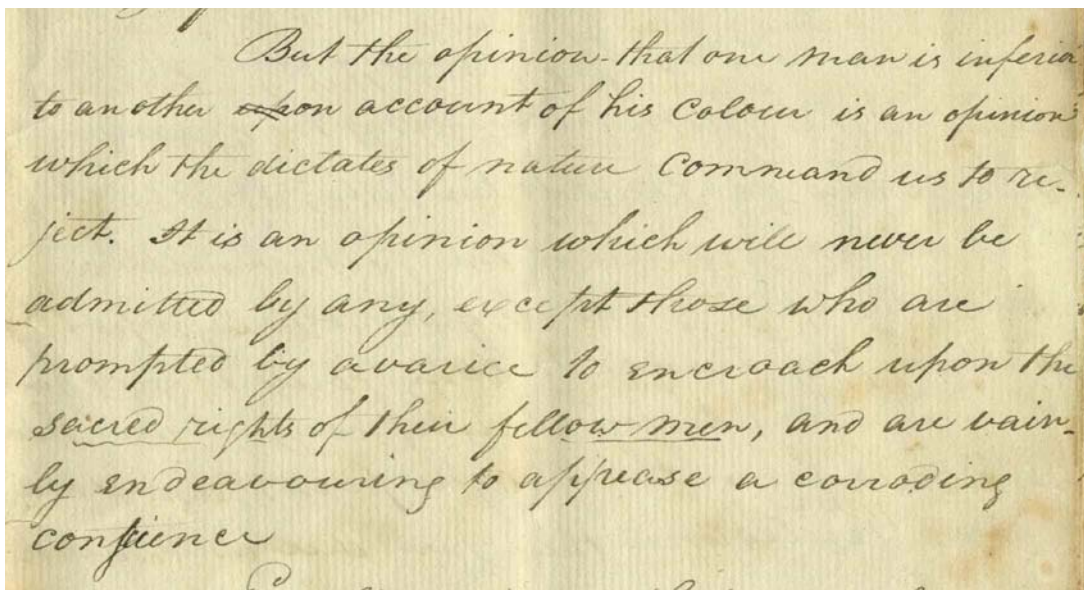 But the opinion that one man is inferior
to another upon account of his Colour is an opinion
which the dictates of nature Command us to re-
ject. It is an opinion which will never be
admitted by any, except those who are
prompted by avarice to encroach upon the
sacred rights of their fellow men, and are vain-
ly endeavouring to appease a corroding
consience